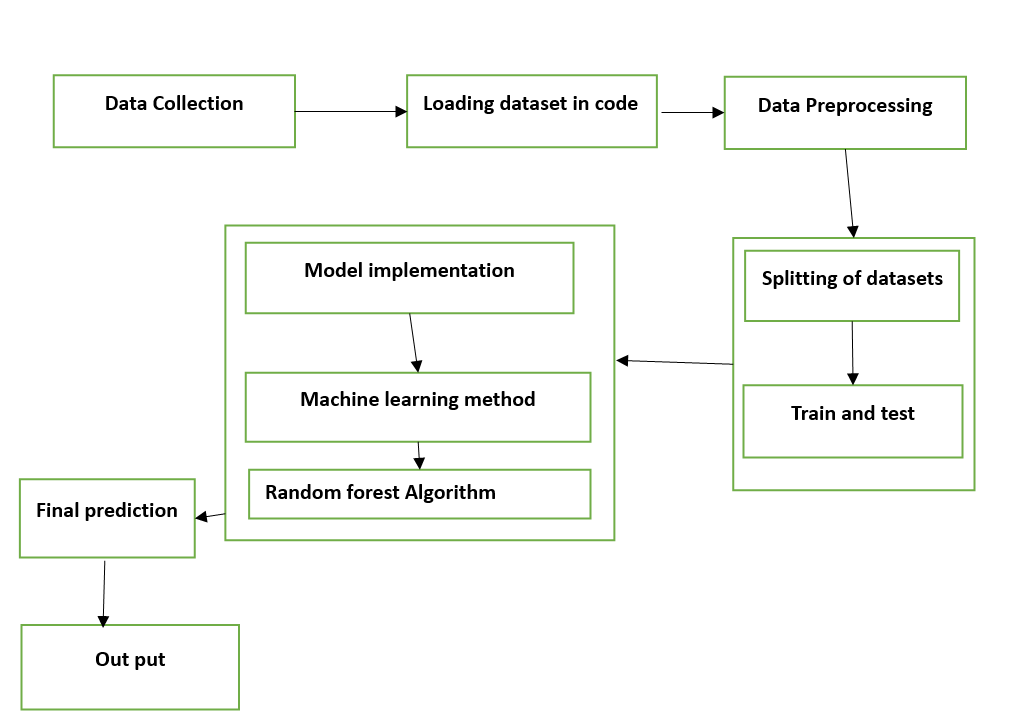 Data Collection
Loading dataset in code
Data Preprocessing
Splitting of datasets
Train and test
Model implementation
Machine learning method
Random forest Algorithm
Final prediction
Out put